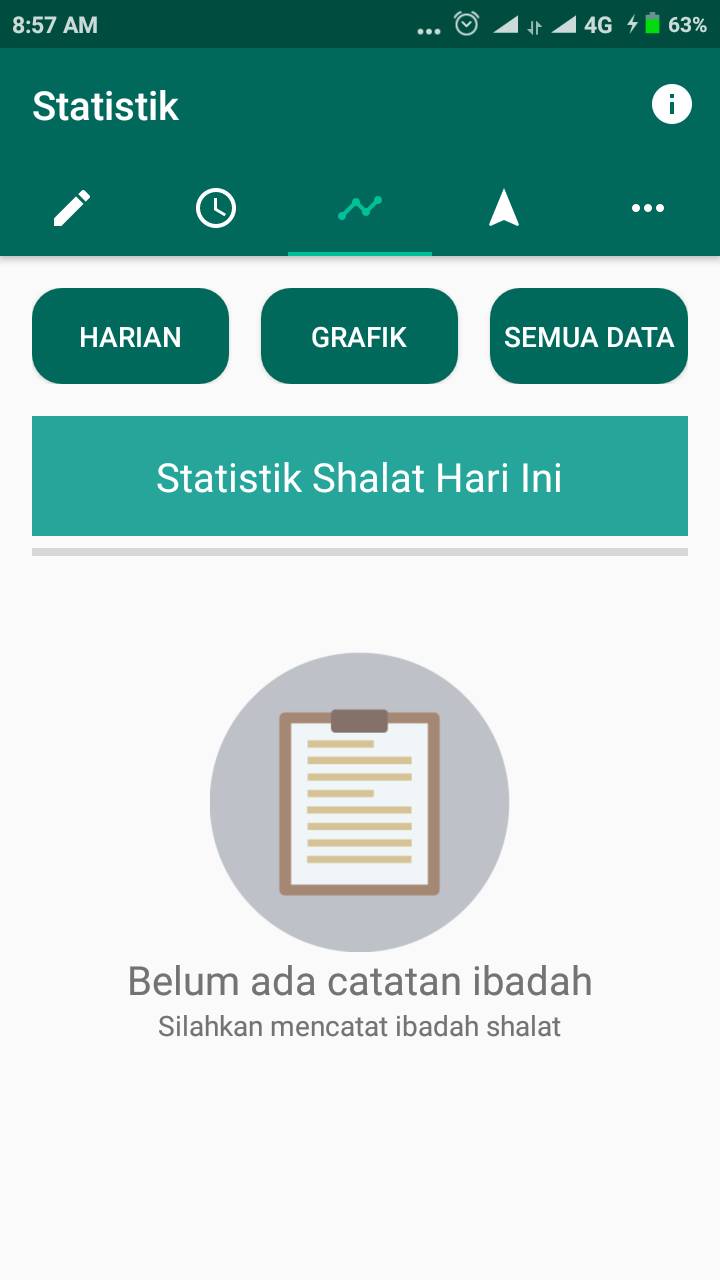 8:57 AM
4G
63%
Statistik
HARIAN
GRAFIK
SEMUA DATA
Statistik Shalat Hari Ini
Belum ada catatan ibadah
Silahkan mencatat ibadah shalat